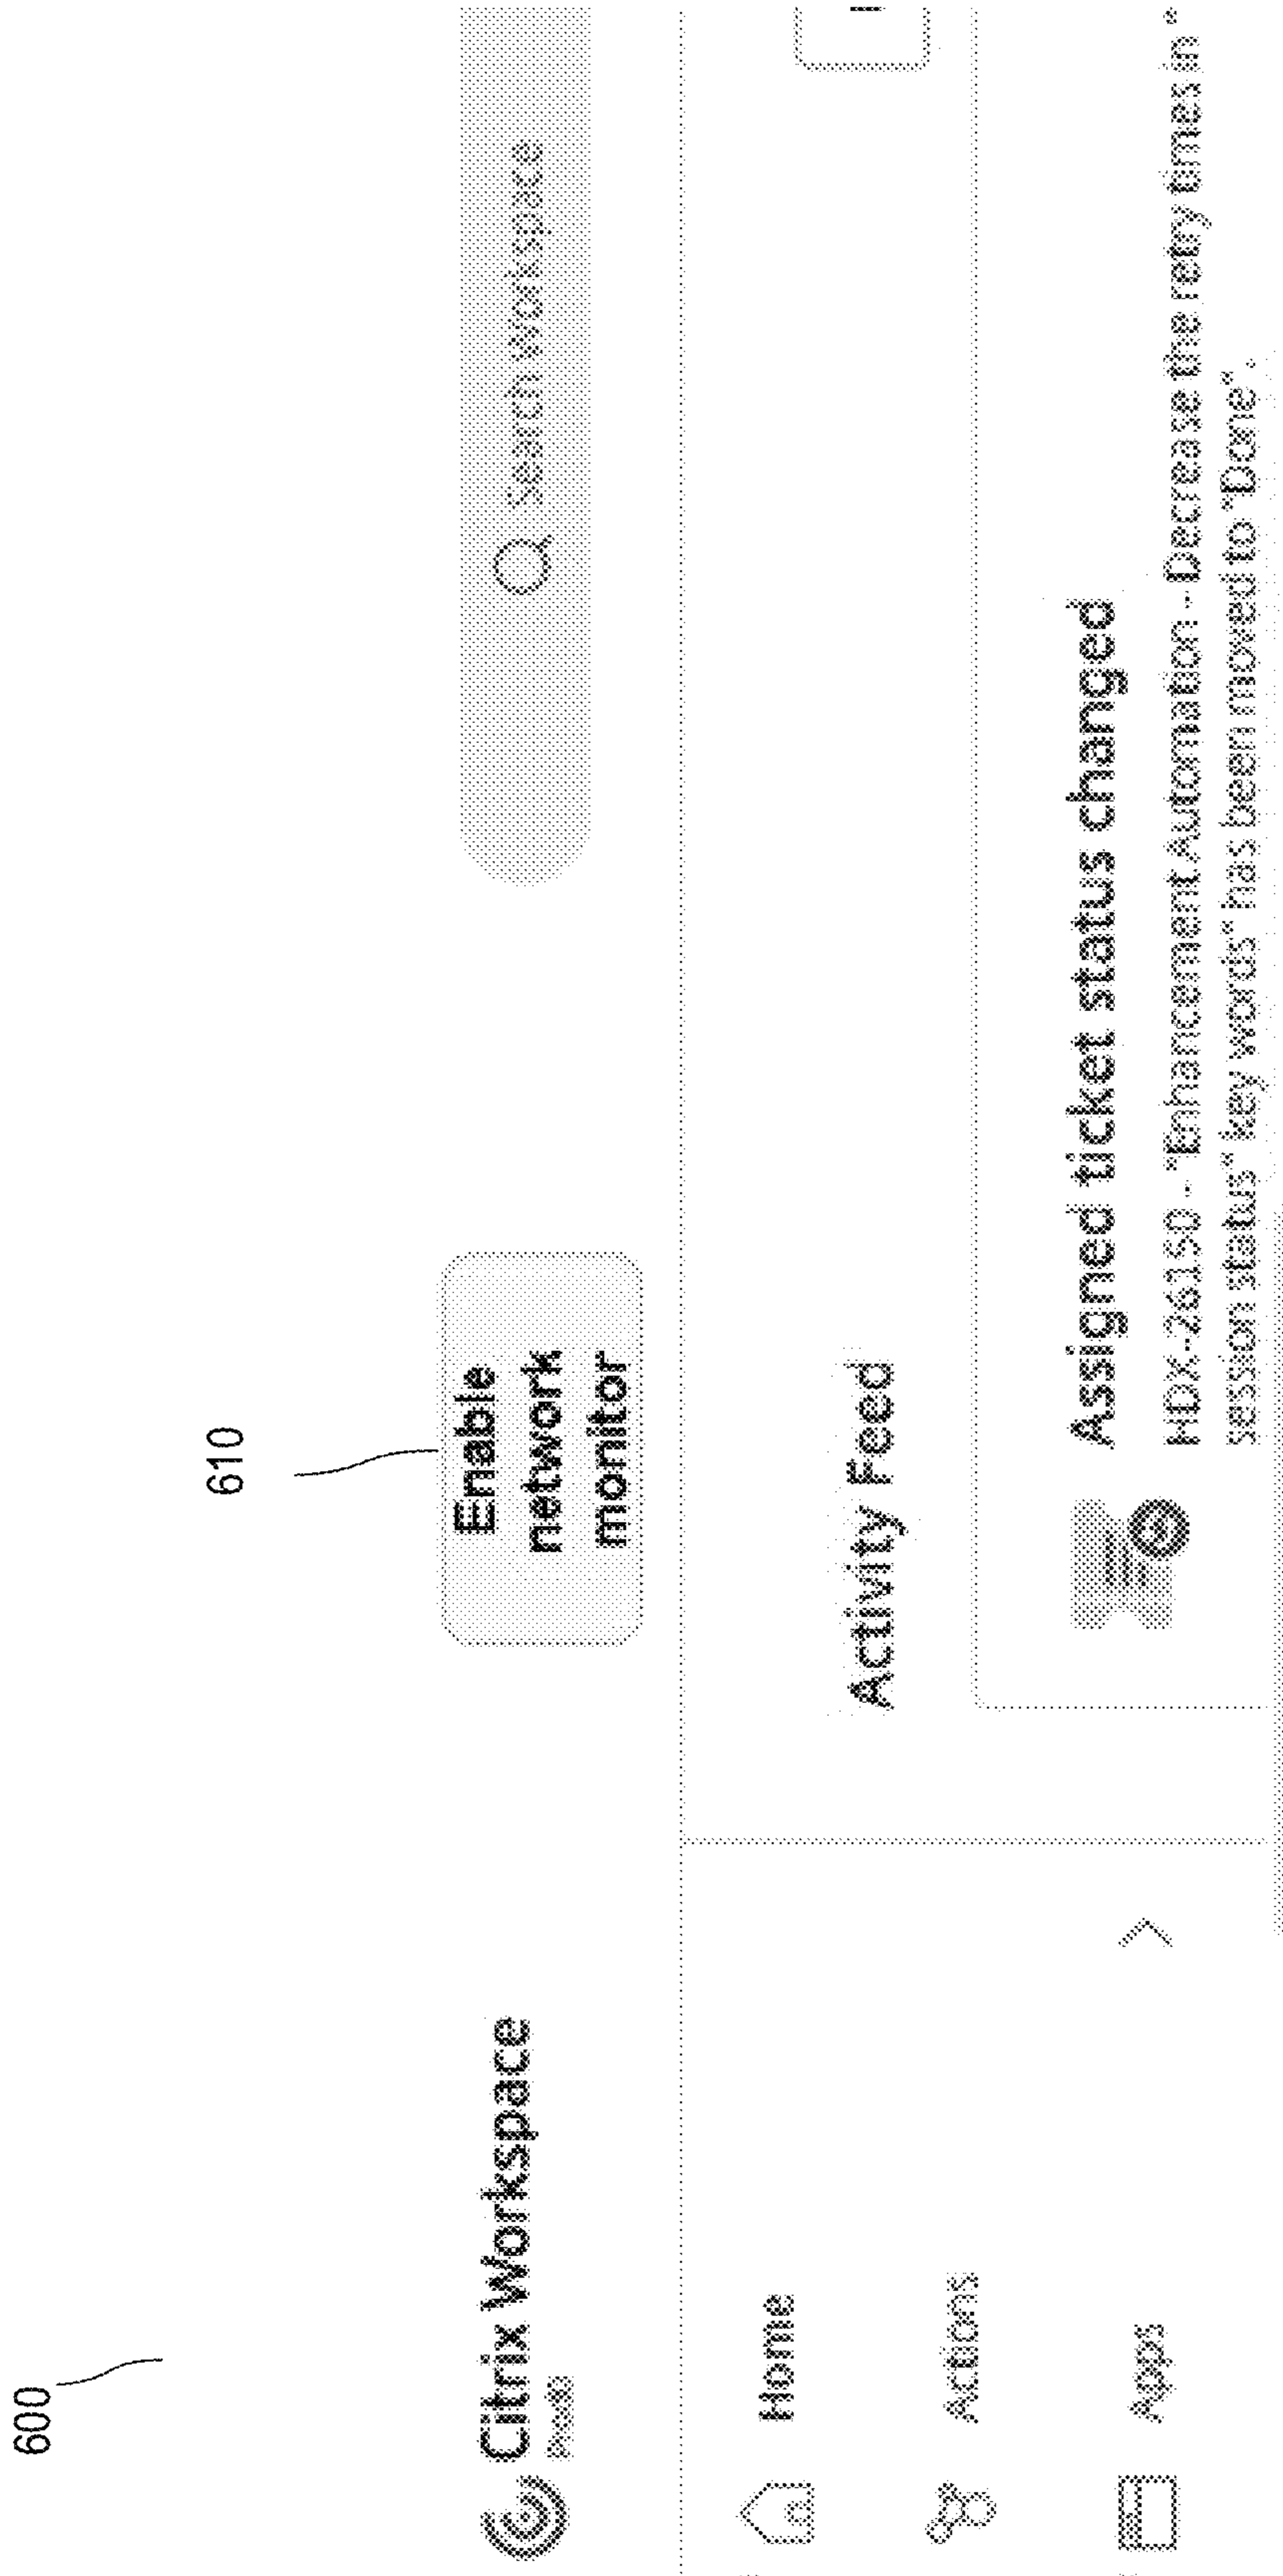 600
610
Citrix Workspace
Enable
network
monitor
Search workspace
Home
Actions
Apps
Activity Feed
Assigned ticket status changed
HDX-26150 - "Enhancement Automation - Decrease the retry times in "
session status" key words" has been moved to "Done".